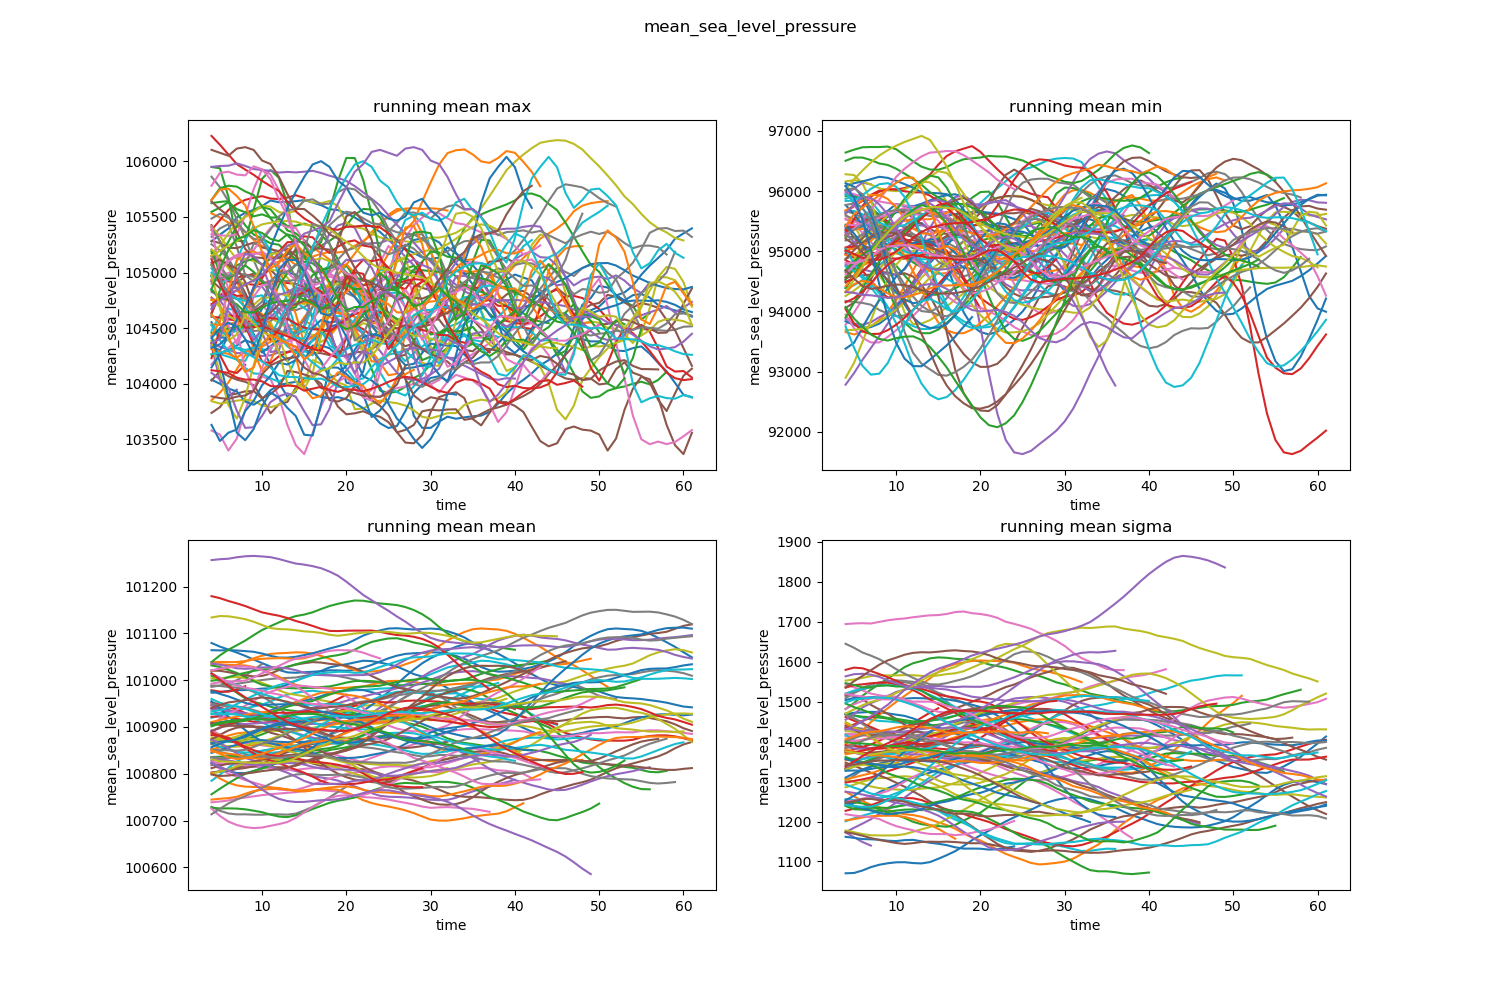 mean_sea_level_pressure
running mean max
mean_sea_level_pressure
106000
105500
105000
104500
104000
103500
10 20 30 40 50 60
time
running mean min
mean_sea_level_pressure
97000
96000
95000
94000
93000
92000
10 20 30 40 50 60
time
running mean mean
mean_sea_level_pressure
101200
101100
101000
100900
100800
100700
100600
10 20 30 40 50 60
time
running mean sigma
mean_sea_level_pressure
1900
1800
1700
1600
1500
1400
1300
1200
1100
10 20 30 40 50 60
time